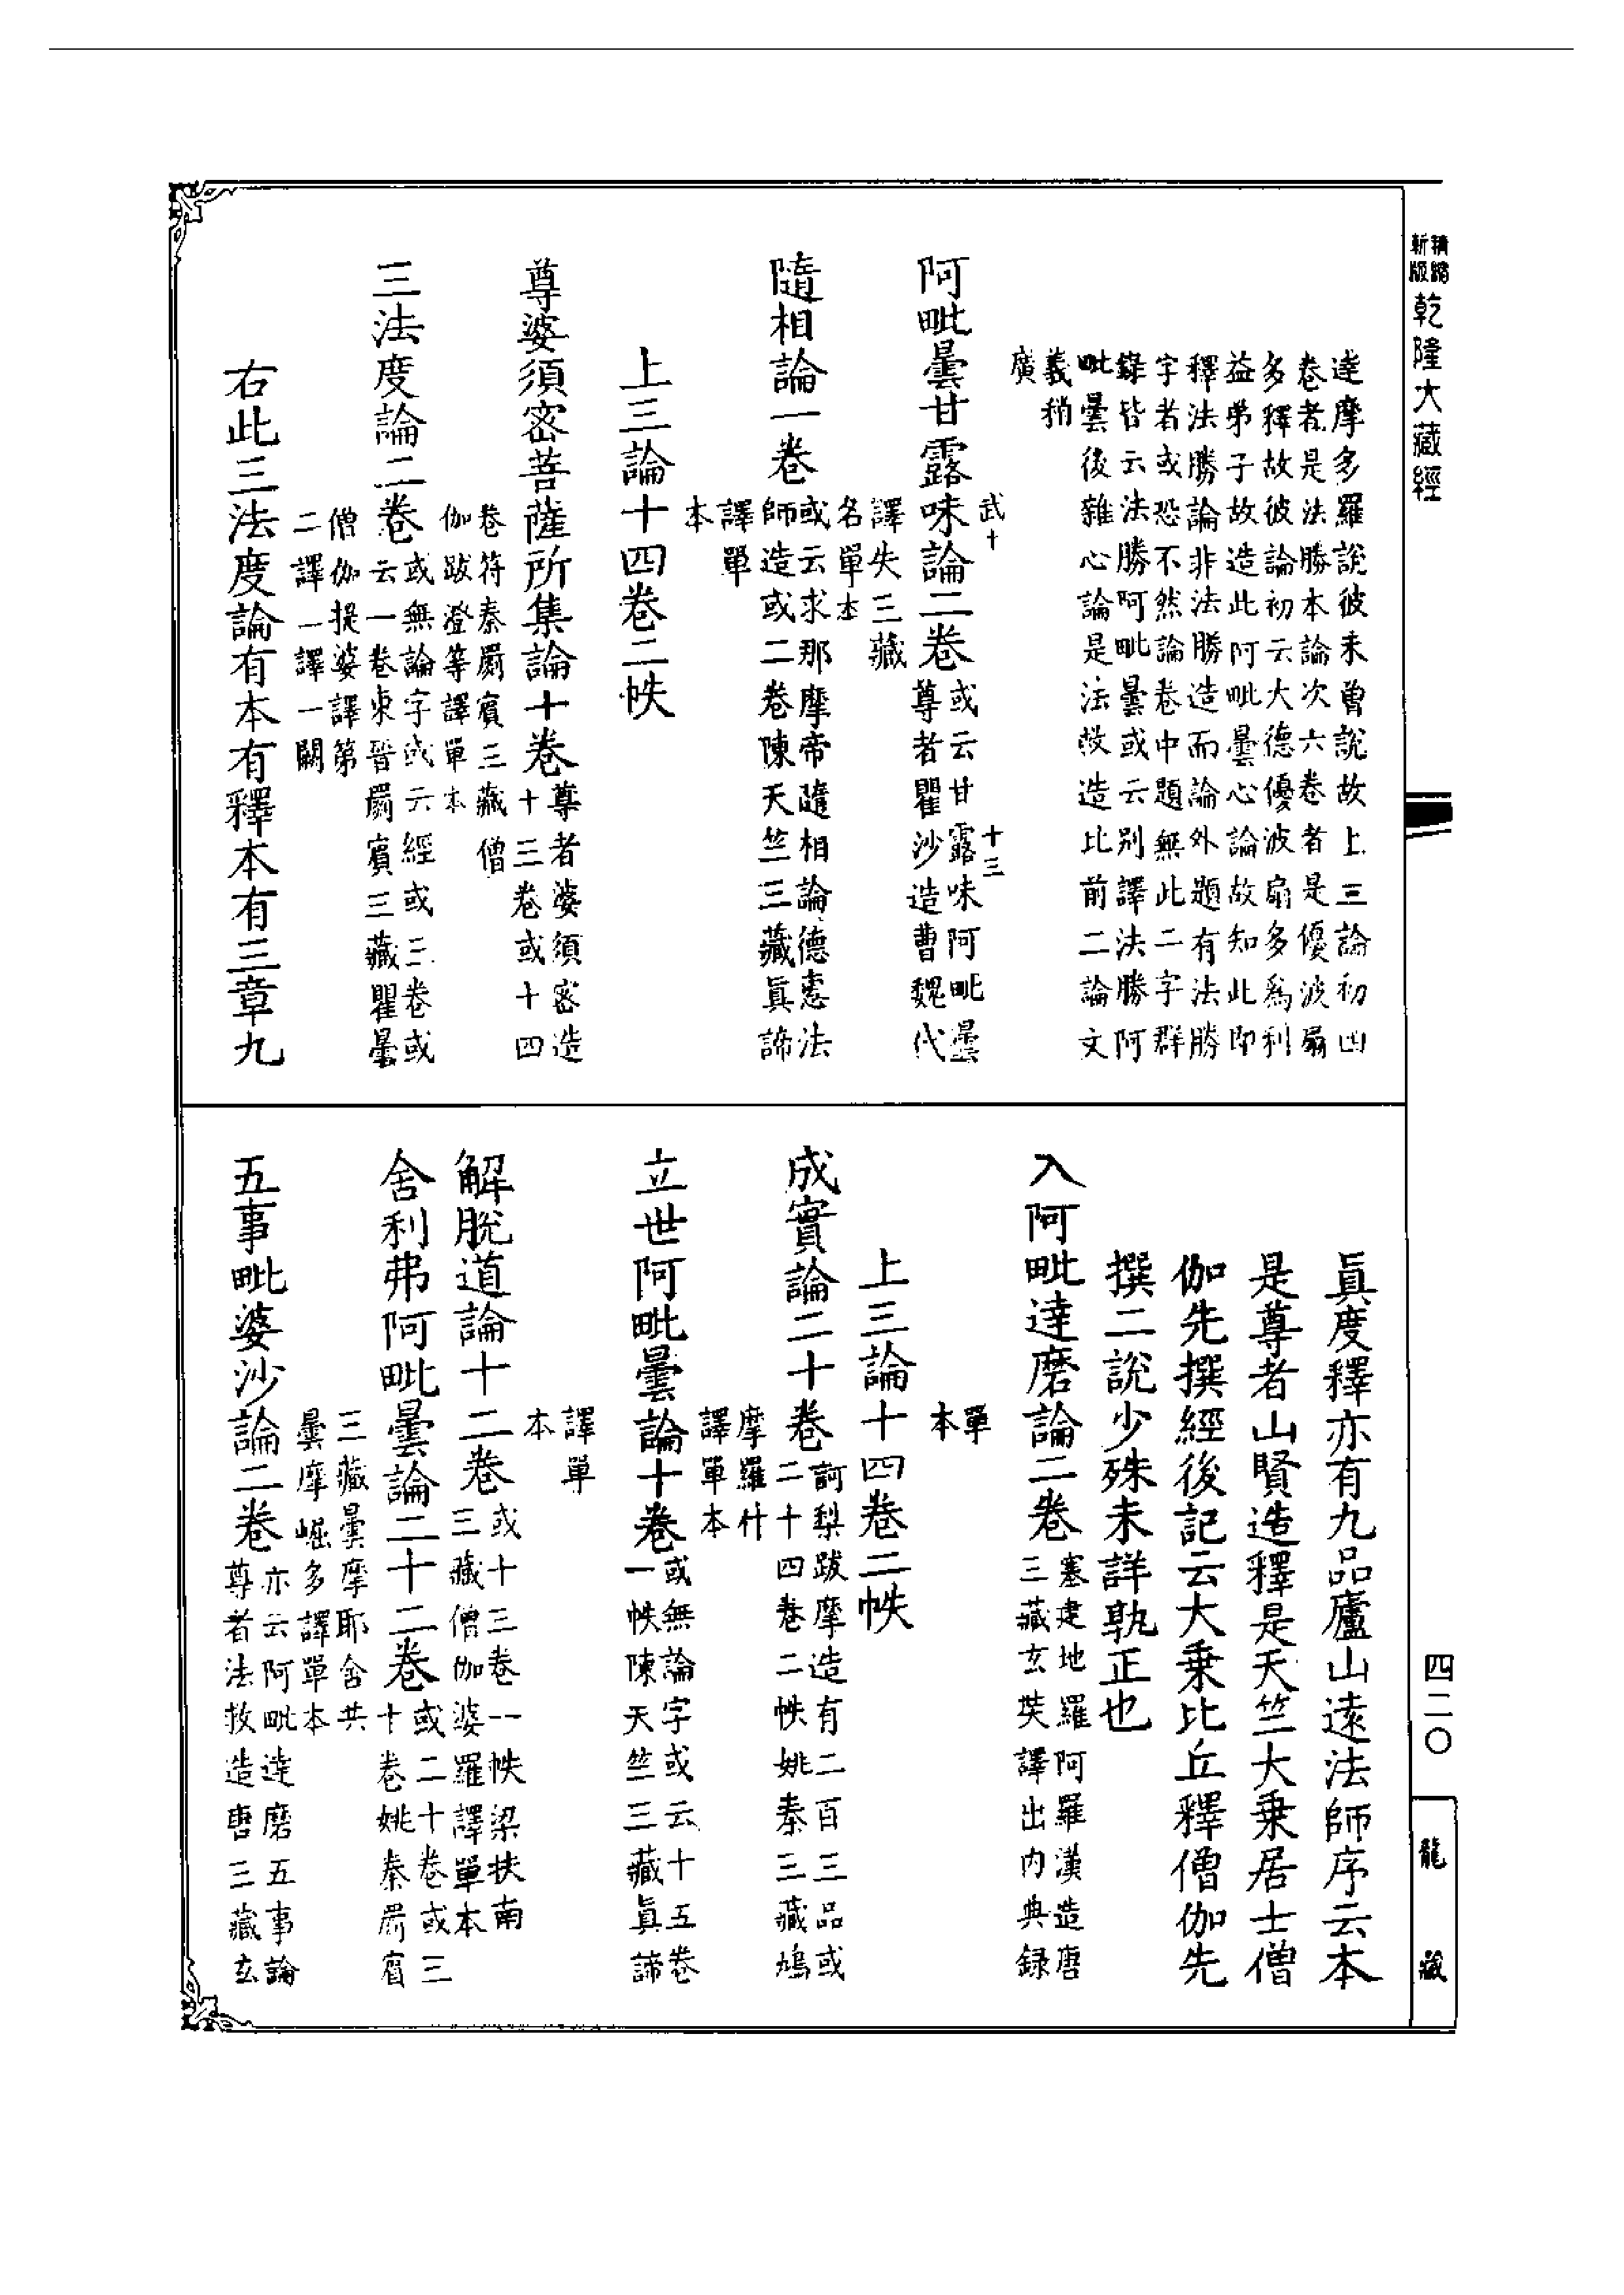 精縮
新版
乾隆大藏經
四二〇
龍藏
達摩多羅說彼未曾說故上三論初四
卷者是法勝本論次六卷者是優波扇
多釋故彼論初云大德優波扇多爲利
益弟子故造此阿毗曇心論故知此即
釋法勝論非法勝造而論外題有法勝
字者或恐不然論卷中題無此二字群
錄皆云法勝阿毗曇或云別譯法勝阿
毗曇後雜心論是法救造比前二論文
義稍
廣
武十
十三
阿毗曇甘露味論二卷
或云甘露味阿毗曇
尊者瞿沙造曹魏代
譯失三藏
名單本
隨相論一卷
或云求那摩帝隨相論德惠法
師造或二卷陳天竺三藏眞諦
譯單
本
上三論十四卷二帙
尊婆須密菩薩所集論十卷
尊者婆須密造
十三卷或十四
卷符秦罽賓三藏僧
伽跋澄等譯單本
三法度論二卷
或無論字或云經或三卷或
云一卷東晉罽賓三藏瞿曇
僧伽提婆譯第
二譯一譯一闕
右此三法度論有本有釋本有三章九
眞度釋亦有九品廬山遠法師序云本
是尊者山賢造釋是天竺大乗居士僧
伽先撰經後記云大乗比丘釋僧伽先
撰二說少殊未詳孰正也
入阿毗達磨論二卷
塞建地羅阿羅漢造唐
三藏玄奘譯出内典録
單
本
上三論十四卷二帙
成實論二十卷
訶梨跋摩造有二百三品或
二十四卷二帙姚秦三藏鳩
摩羅什
譯單本
立世阿毗曇論十卷
或無論字或云十五卷
一帙陳天竺三藏眞諦
譯單
本
解脫道論十二卷
或十三卷一帙梁扶南
三藏僧伽婆羅譯單本
舍利弗阿毗曇論二十二卷
或二十卷或三
十卷姚秦罽賓
三藏曇摩耶舍共
曇摩崛多譯單本
五事毗婆沙論二卷
亦云阿毗達磨五事論
尊者法救造唐三藏玄